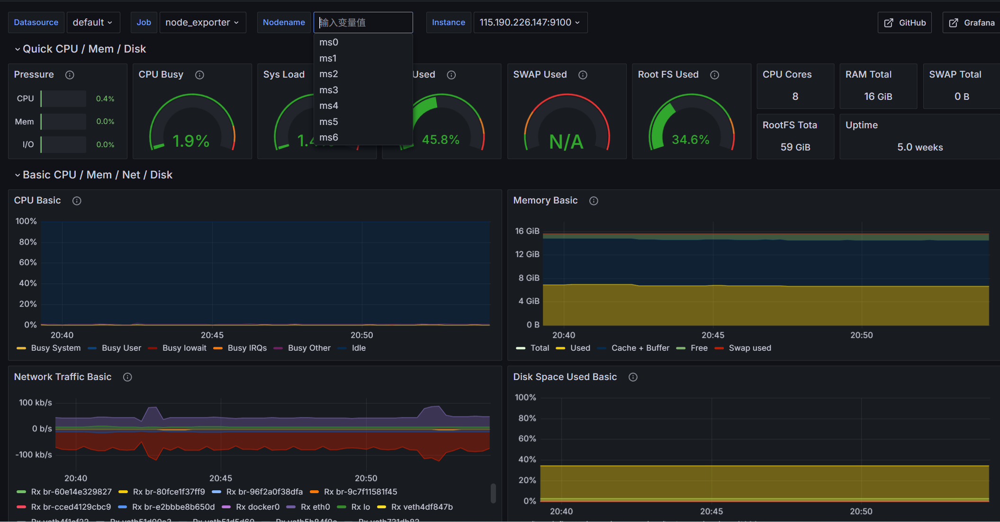 Datasource default Job node_exporter Nodename 输入变量值 Instance 115.190.226.147:9100 GitHub Grafana
ms0
ms1
ms2
ms3
ms4
ms5
ms6
Quick CPU / Mem / Disk
Pressure
CPU 0.4%
Mem 0.0%
I/O 0.0%
CPU Busy
1.9%
Sys Load
Used
45.8%
SWAP Used
N/A
Root FS Used
34.6%
CPU Cores
8
RAM Total
16 GiB
SWAP Total
0 B
RootFS Tota
59 GiB
Uptime
5.0 weeks
Basic CPU / Mem / Net / Disk
CPU Basic
100%
80%
60%
40%
20%
0%
20:40 20:45 20:50
Busy System Busy User Busy Iowait Busy IRQs Busy Other Idle
Memory Basic
16 GiB
12 GiB
8 GiB
4 GiB
0 B
20:40 20:45 20:50
Total Used Cache + Buffer Free Swap used
Network Traffic Basic
100 kb/s
0 b/s
-100 kb/s
20:40 20:45 20:50
Rx br-60e14e329827 Rx br-80fce1f37ff9 Rx br-96f2a0f38dfa Rx br-9c7f11581f45
Rx br-cced4129cbc9 Rx br-e2bbbe8b650d Rx docker0 Rx eth0 Rx lo Rx veth4df847b
Disk Space Used Basic
100%
80%
60%
40%
20%
0%
20:40 20:45 20:50